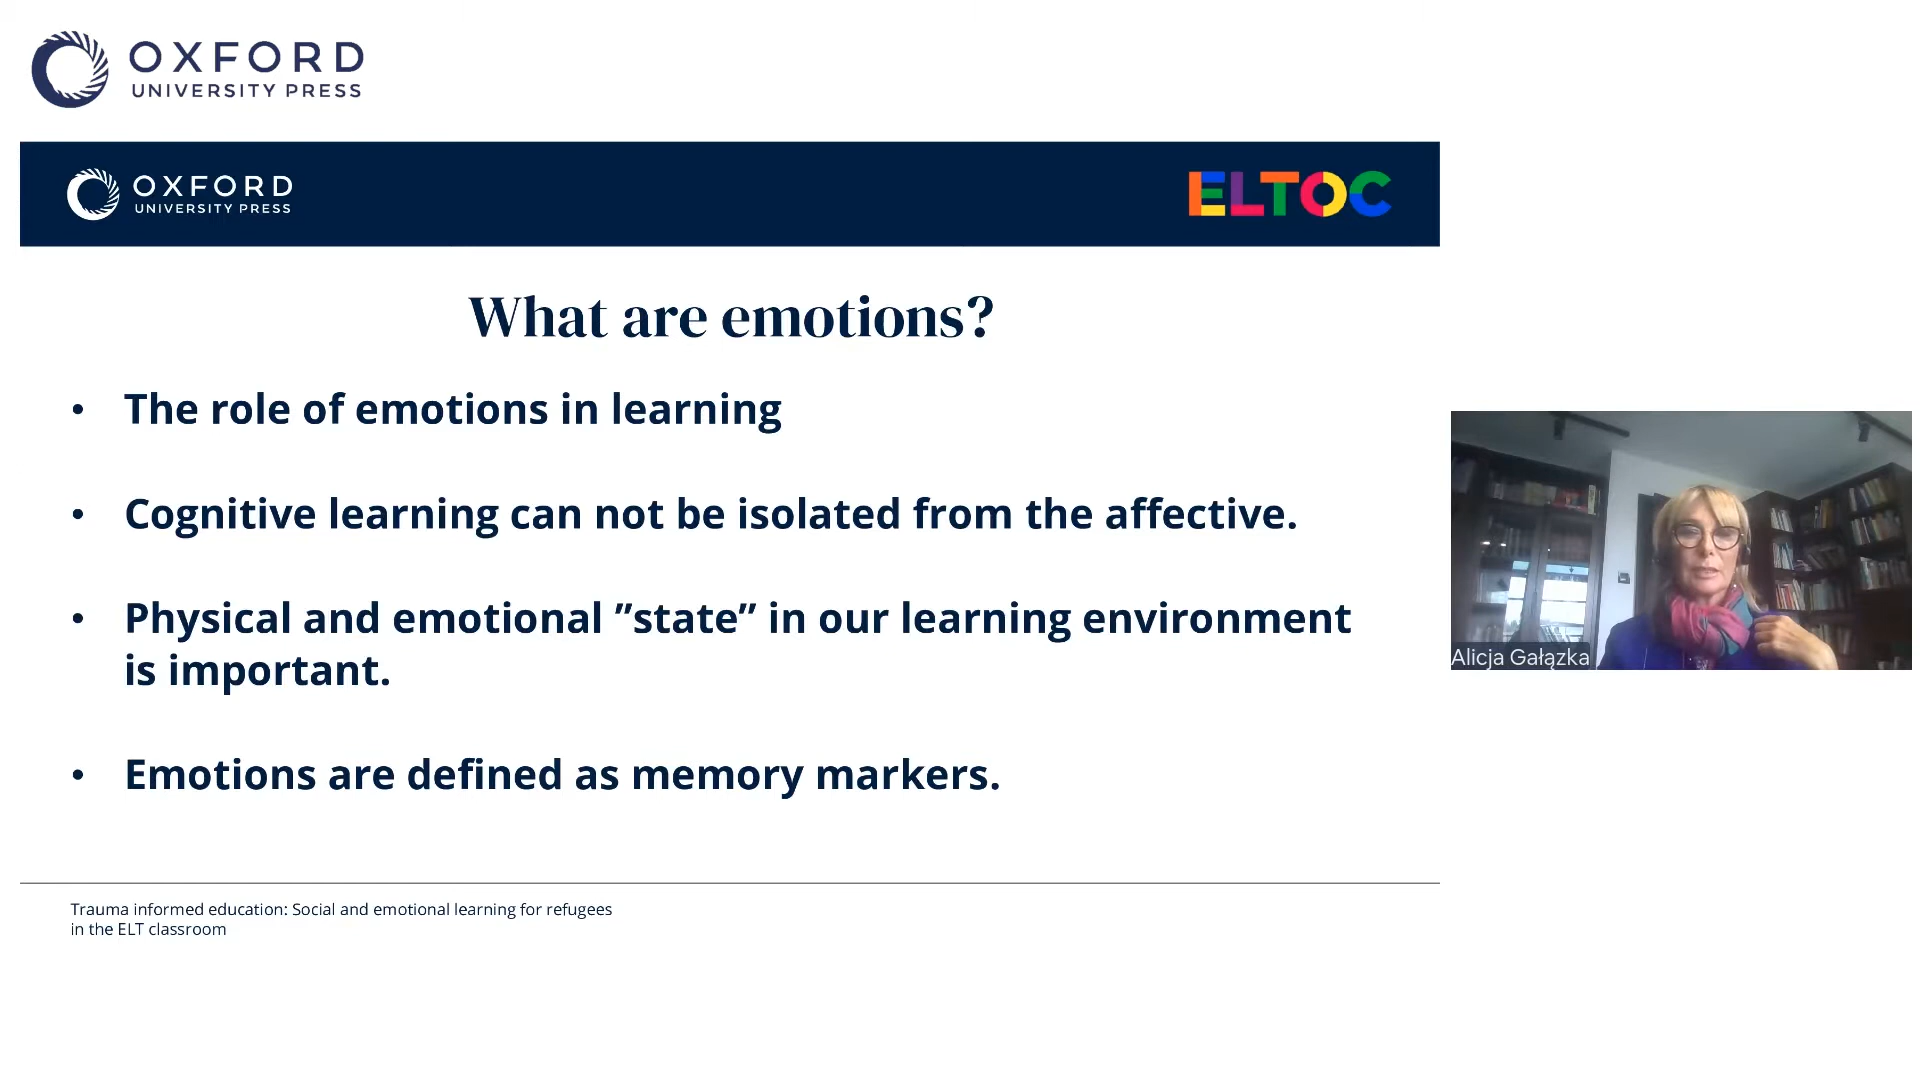 OXFORD
UNIVERSITY PRESS
OXFORD
UNIVERSITY PRESS
ELTOC
What are emotions?
• The role of emotions in learning
• Cognitive learning can not be isolated from the affective.
• Physical and emotional ”state” in our learning environment
is important.
• Emotions are defined as memory markers.
Alicja Gałązka
Trauma informed education: Social and emotional learning for refugees
in the ELT classroom